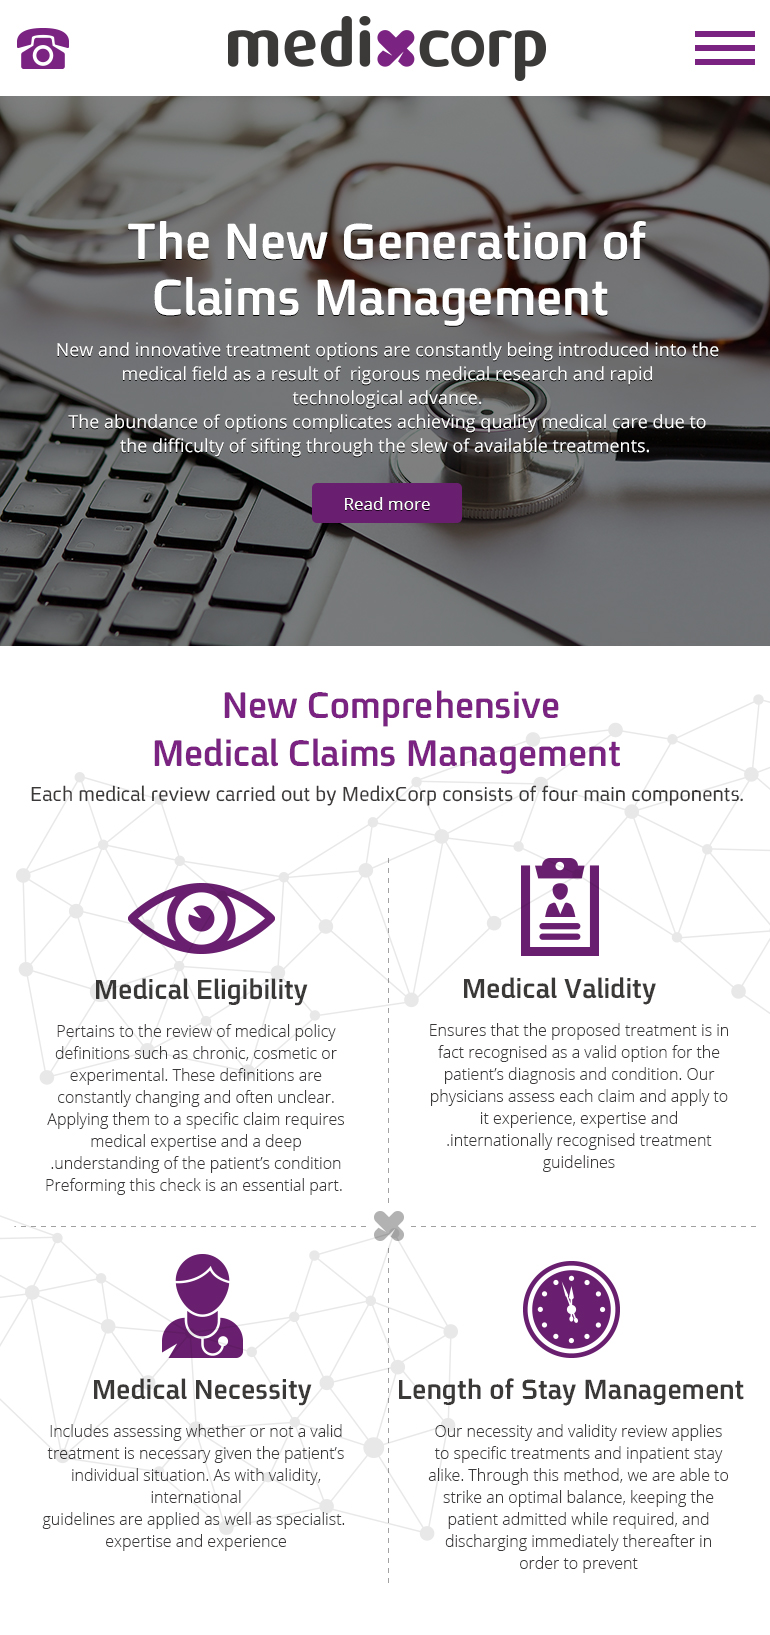 medixcorp
The New Generation of
Claims Management
New and innovative treatment options are constantly being introduced into the
medical field as a result of rigorous medical research and rapid
technological advance.
The abundance of options complicates achieving quality medical care due to
the difficulty of sifting through the slew of available treatments.
Read more
New Comprehensive
Medical Claims Management
Each medical review carried out by MedixCorp consists of four main components.
Medical Eligibility
Pertains to the review of medical policy
definitions such as chronic, cosmetic or
experimental. These definitions are
constantly changing and often unclear.
Applying them to a specific claim requires
medical expertise and a deep
.understanding of the patient’s condition
Preforming this check is an essential part.
Medical Validity
Ensures that the proposed treatment is in
fact recognised as a valid option for the
patient’s diagnosis and condition. Our
physicians assess each claim and apply to
it experience, expertise and
.internationally recognised treatment
guidelines
Medical Necessity
Includes assessing whether or not a valid
treatment is necessary given the patient’s
individual situation. As with validity,
international
guidelines are applied as well as specialist.
expertise and experience
Length of Stay Management
Our necessity and validity review applies
to specific treatments and inpatient stay
alike. Through this method, we are able to
strike an optimal balance, keeping the
patient admitted while required, and
discharging immediately thereafter in
order to prevent